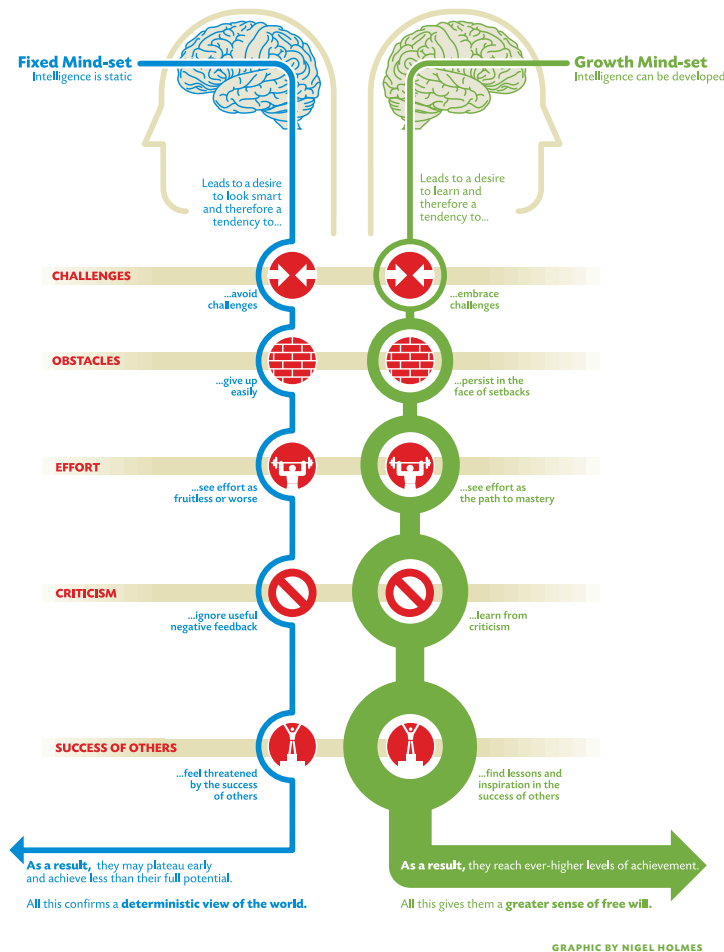 Fixed Mind-set
Intelligence is static
Growth Mind-set
Intelligence can be developed
Leads to a desire
to look smart
and therefore a
tendency to...
Leads to a desire
to learn and
therefore a
tendency to...
CHALLENGES
...avoid
challenges
...embrace
challenges
OBSTACLES
...give up
easily
...persist in the
face of setbacks
EFFORT
...see effort as
fruitless or worse
...see effort as
the path to mastery
CRITICISM
...ignore useful
negative feedback
...learn from
criticism
SUCCESS OF OTHERS
...feel threatened
by the success
of others
...find lessons and
inspiration in the
success of others
As a result, they may plateau early
and achieve less than their full potential.
All this confirms a deterministic view of the world.
As a result, they reach ever-higher levels of achievement.
All this gives them a greater sense of free will.
GRAPHIC BY NIGEL HOLMES